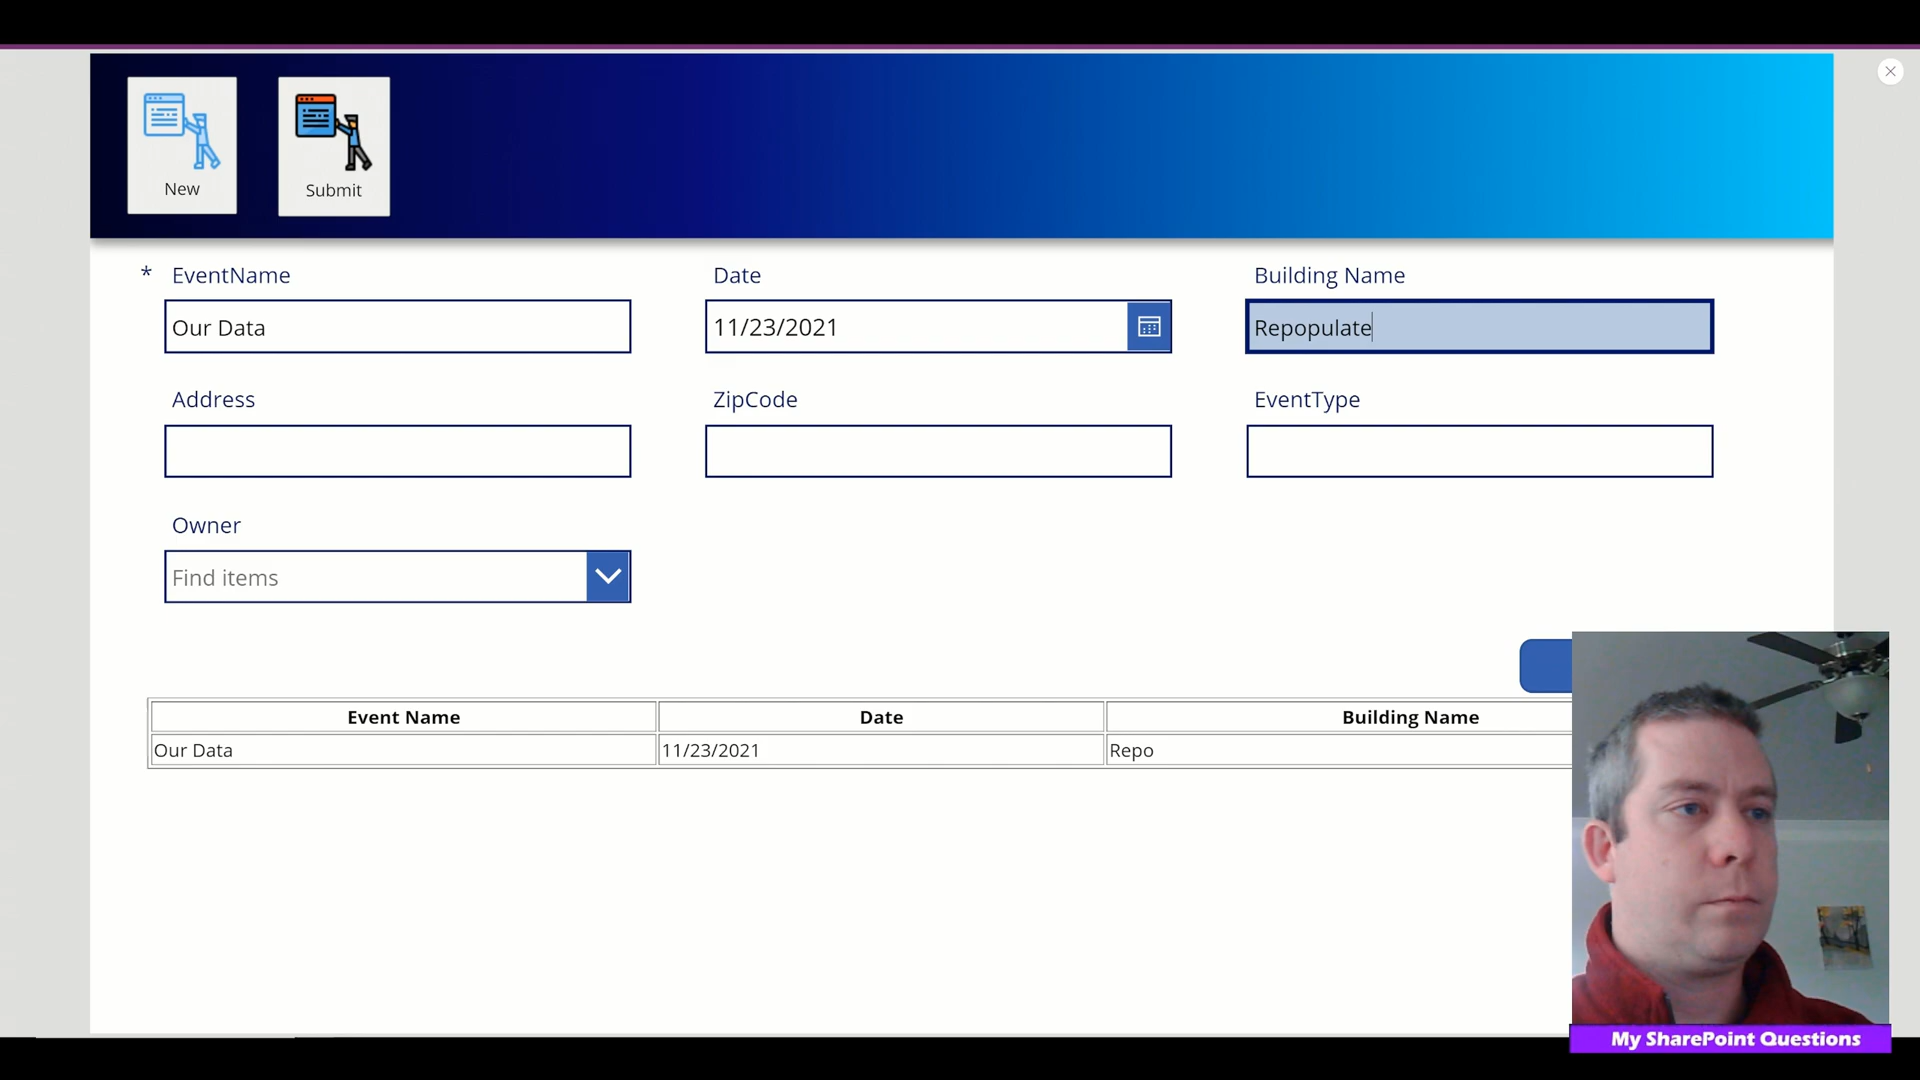 New
Submit
* EventName
Date
Building Name
Our Data
11/23/2021
Repopulate
Address
ZipCode
EventType
Owner
Find items
Event Name
Date
Building Name
Our Data
11/23/2021
Repo
My SharePoint Questions